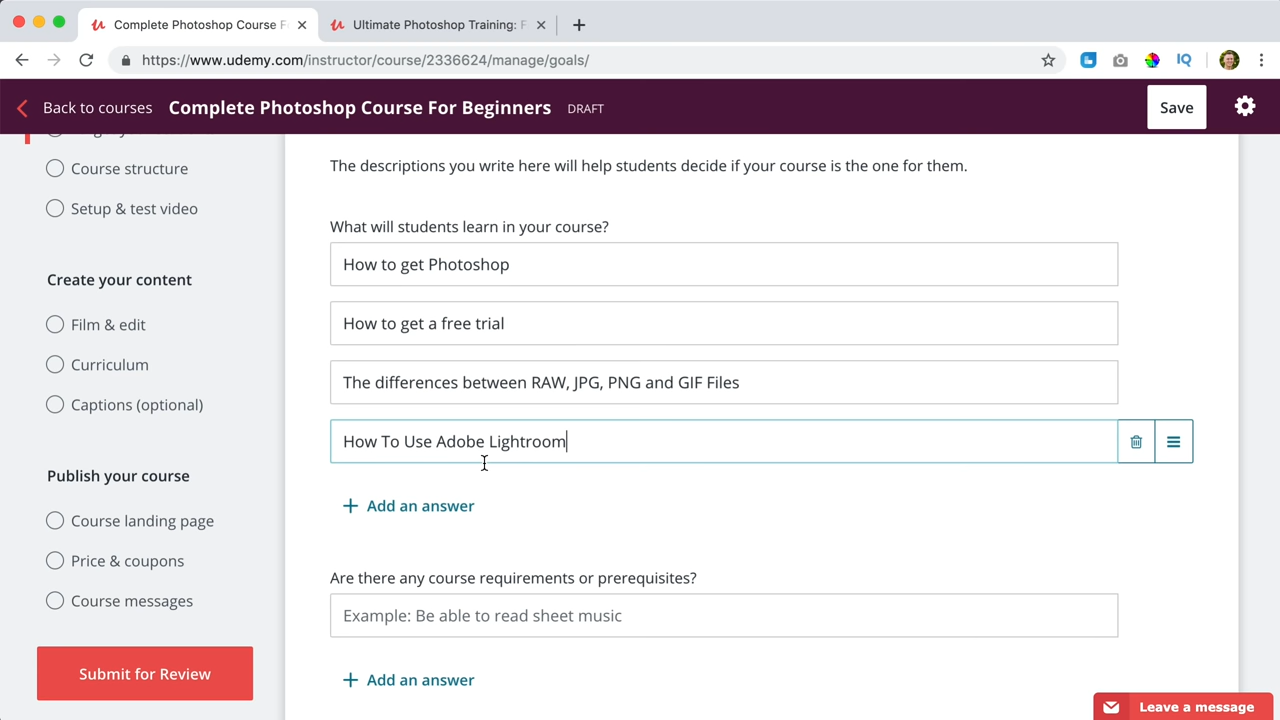 Complete Photoshop Course F
Ultimate Photoshop Training: F
https://www.udemy.com/instructor/course/2336624/manage/goals/
IQ
Back to courses
Complete Photoshop Course For Beginners
DRAFT
Save
Course structure
Setup & test video
Create your content
Film & edit
Curriculum
Captions (optional)
Publish your course
Course landing page
Price & coupons
Course messages
Submit for Review
The descriptions you write here will help students decide if your course is the one for them.
What will students learn in your course?
How to get Photoshop
How to get a free trial
The differences between RAW, JPG, PNG and GIF Files
How To Use Adobe Lightroom
Add an answer
Are there any course requirements or prerequisites?
Example: Be able to read sheet music
Add an answer
Leave a message